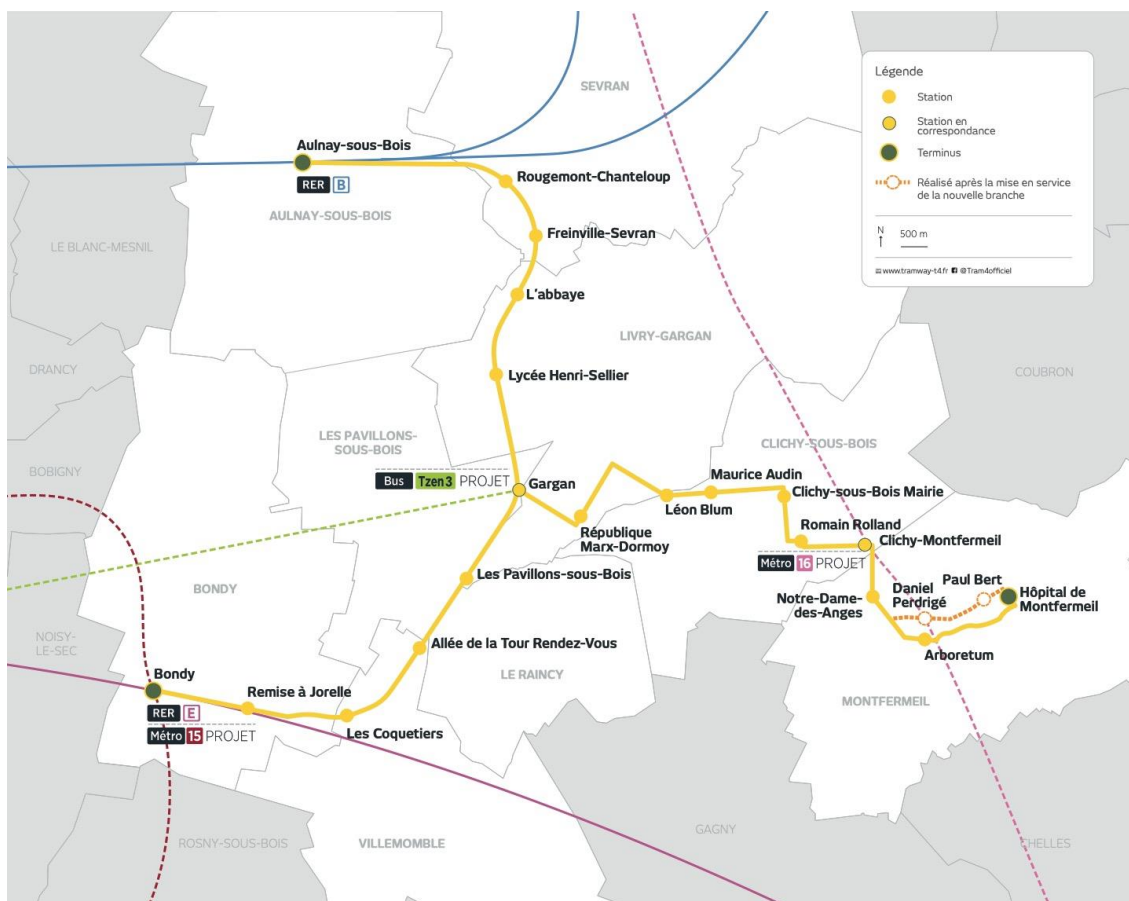 SEVRAN
Légende
Station
Station en
correspondance
Terminus
Réalisé après la mise en service
de la nouvelle branche
N
500 m
www.tramway-t4.fr @Tram4officiel
Aulnay-sous-Bois
RER B
AULNAY-SOUS-BOIS
Rougemont-Chanteloup
LE BLANC-MESNIL
Freinville-Sevran
L'abbaye
LIVRY-GARGAN
DRANCY
Lycée Henri-Sellier
COUBRON
LES PAVILLONS-
SOUS-BOIS
CLICHY-SOUS-BOIS
BOBIGNY
Bus Tzen 3 PROJET
Gargan
Maurice Audin
Clichy-sous-Bois Mairie
Léon Blum
République
Marx-Dormoy
Romain Rolland
Clichy-Montfermeil
Métro 16 PROJET
Les Pavillons-sous-Bois
BONDY
Notre-Dame-
des-Anges
Daniel
Perdrigé
Paul Bert
Hôpital de
Montfermeil
NOISY-
LE-SEC
Allée de la Tour Rendez-Vous
Arboretum
LE RAINCY
Bondy
RER E
Métro 15 PROJET
Remise à Jorelle
Les Coquetiers
MONTFERMEIL
ROSNY-SOUS-BOIS
VILLEMOMBLE
GAGNY
CHELLES